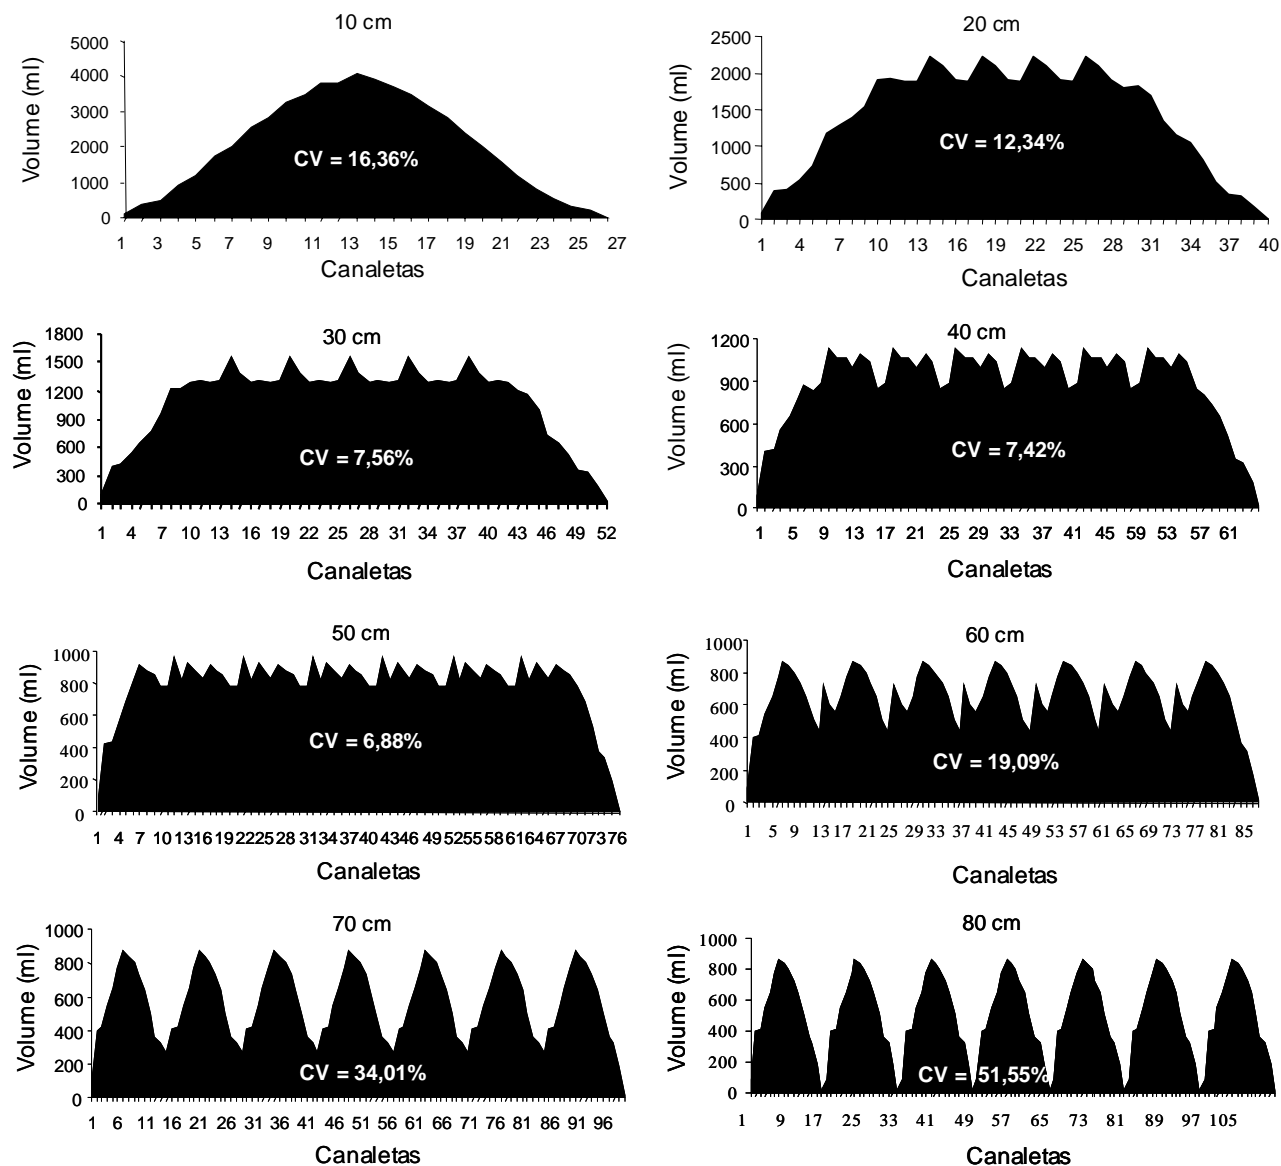 10 cm
Volume (ml)
5000
4000
3000
2000
1000
0
CV = 16,36%
1 3 5 7 9 11 13 15 17 19 21 23 25 27
Canaletas
20 cm
Volume (ml)
2500
2000
1500
1000
500
0
CV = 12,34%
1 4 7 10 13 16 19 22 25 28 31 34 37 40
Canaletas
30 cm
Volume (ml)
1800
1500
1200
900
600
300
0
CV = 7,56%
1 4 7 10 13 16 19 22 25 28 31 34 37 40 43 46 49 52
Canaletas
40 cm
Volume (ml)
1200
900
600
300
0
CV = 7,42%
1 5 9 13 17 21 25 29 33 37 41 45 49 53 57 61
Canaletas
50 cm
Volume (ml)
1000
800
600
400
200
0
CV = 6,88%
1 4 7 10 13 16 19 22 25 28 31 34 37 40 43 46 49 52 55 58 61 64 67 70 73 76
Canaletas
60 cm
Volume (ml)
1000
800
600
400
200
0
CV = 19,09%
1 5 9 13 17 21 25 29 33 37 41 45 49 53 57 61 65 69 73 77 81 85
Canaletas
70 cm
Volume (ml)
1000
800
600
400
200
0
CV = 34,01%
1 6 11 16 21 26 31 36 41 46 51 56 61 66 71 76 81 86 91 96
Canaletas
80 cm
Volume (ml)
1000
800
600
400
200
0
CV = 51,55%
1 9 17 25 33 41 49 57 65 73 81 89 97 105
Canaletas